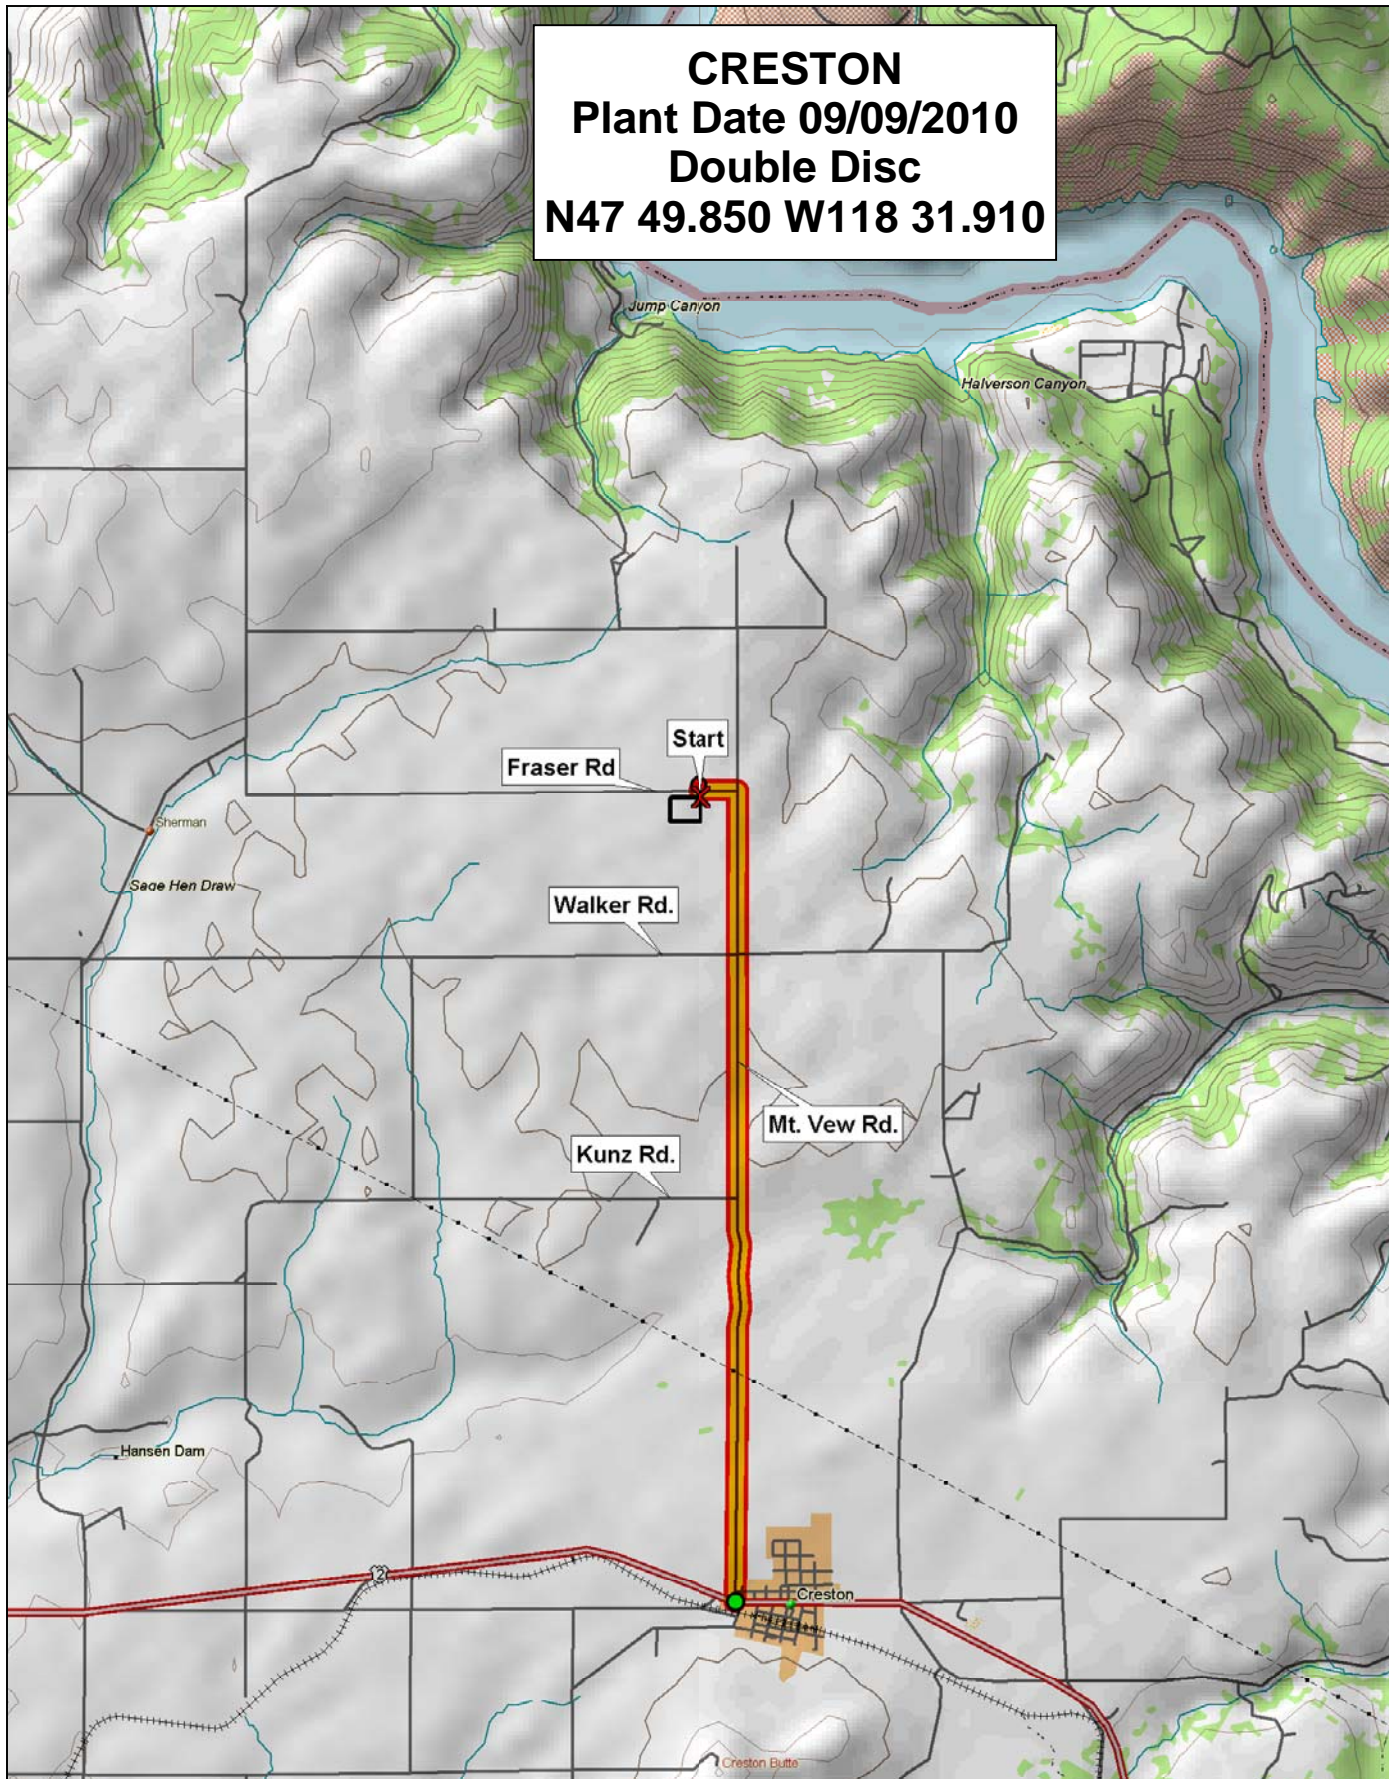 CRESTON
Plant Date 09/09/2010
Double Disc
N47 49.850 W118 31.910
Jump Canyon
Halverson Canyon
Start
Fraser Rd
Sherman
Sage Hen Draw
Walker Rd.
Mt. Vew Rd.
Kunz Rd.
Hansen Dam
2
Creston
Creston Butte